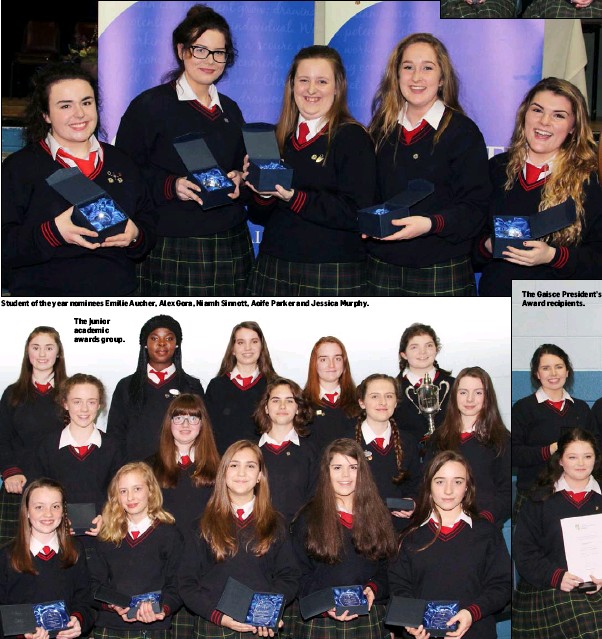 Student of the year nominees Emilie Aucher, Alex Gora, Niamh Sinnott, Aoife Parker and Jessica Murphy.
The junior
academic
awards group.
The Gaisce President's
Award recipients.